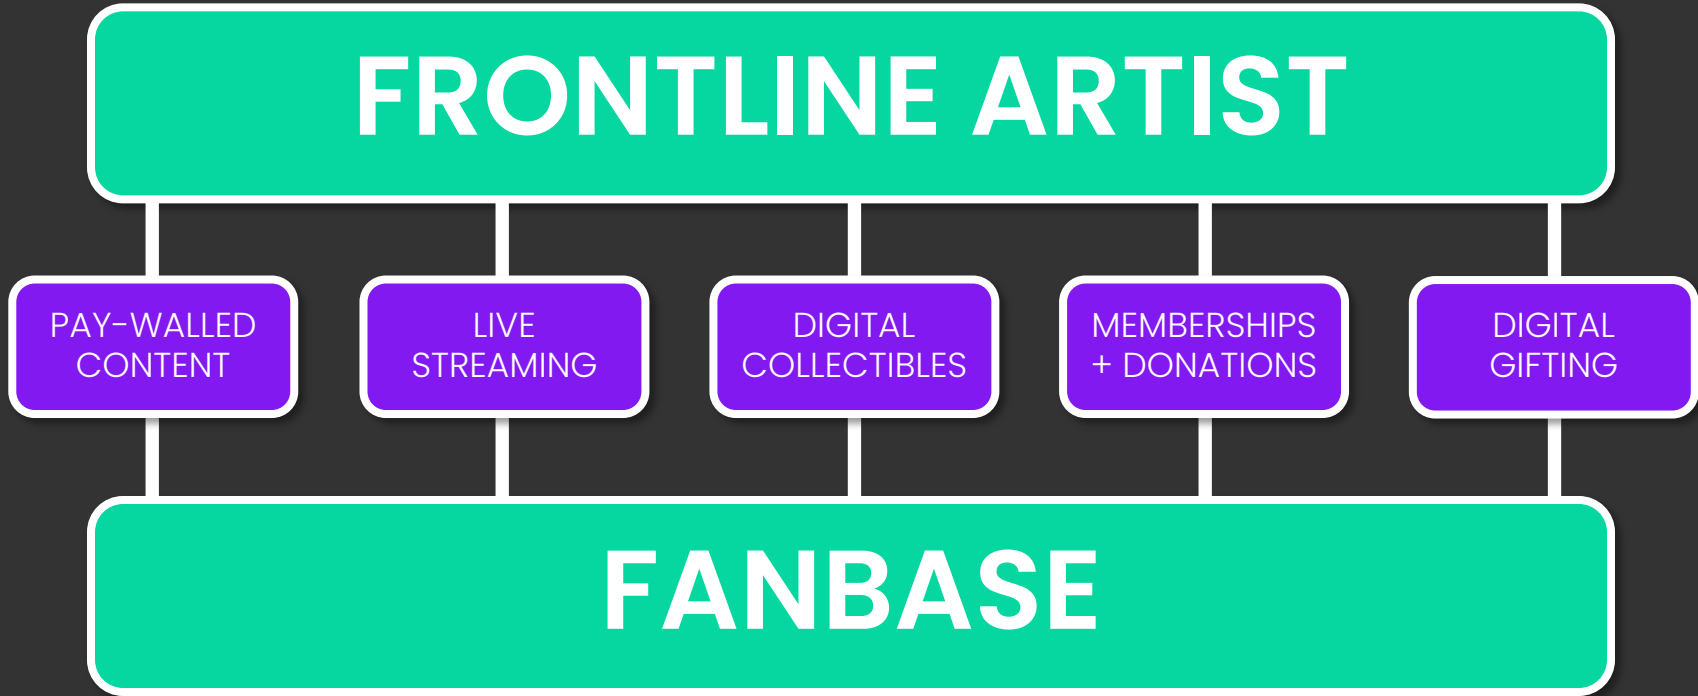 FRONTLINE ARTIST
PAY-WALLED
CONTENT
LIVE
STREAMING
DIGITAL
COLLECTIBLES
MEMBERSHIPS
+ DONATIONS
DIGITAL
GIFTING
FANBASE